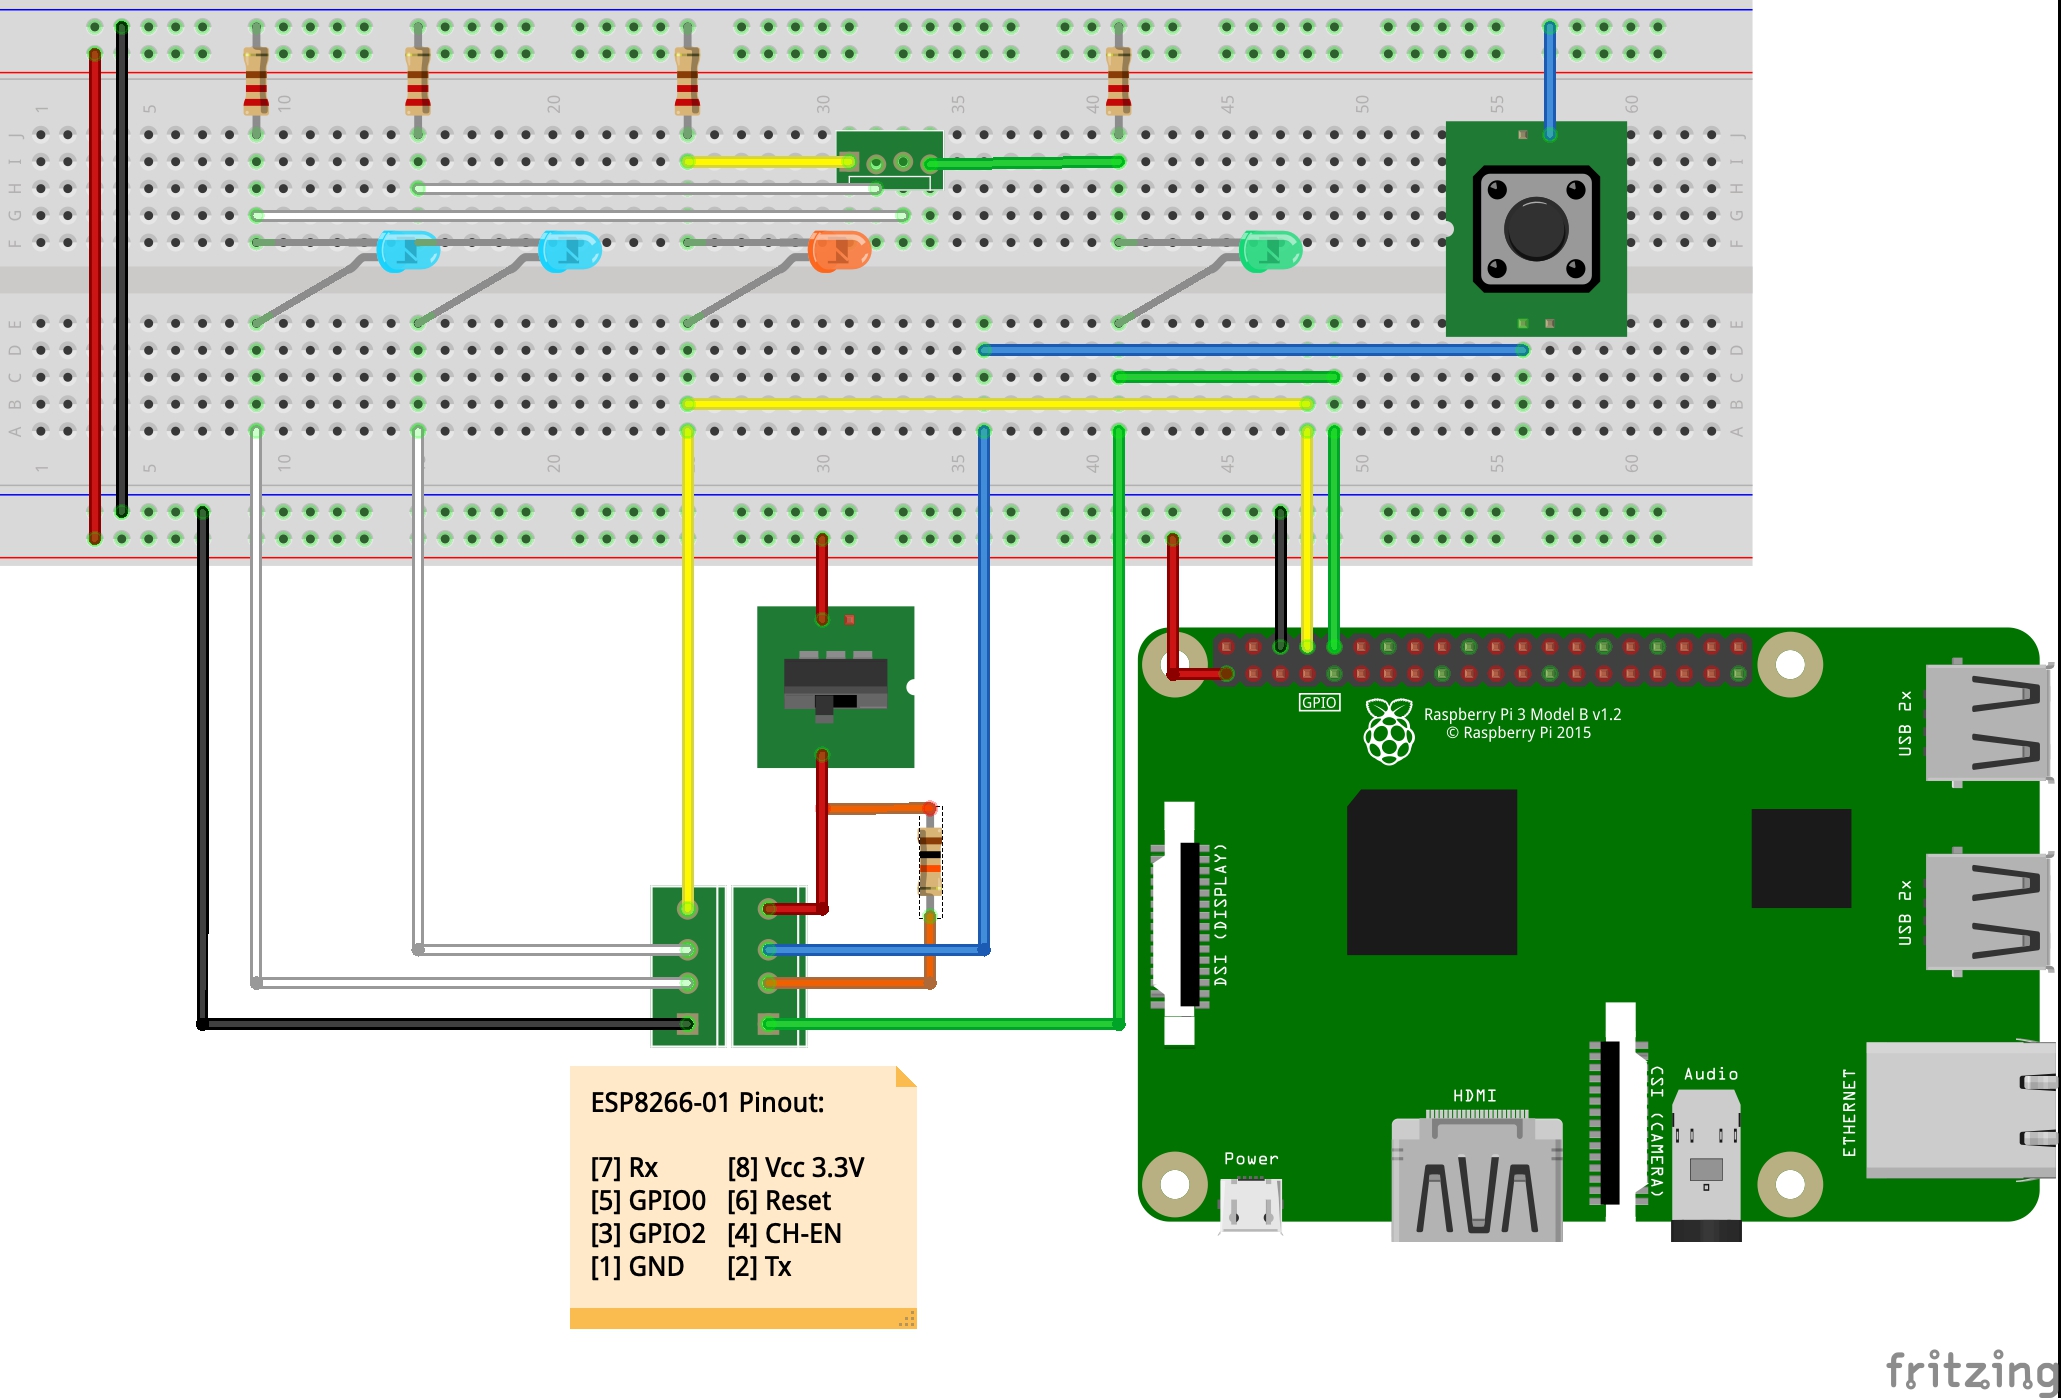 1 5 10 20 30 35 40 45 50 55 60
J J
I I
H H
G G
F F
E E
D D
C C
B B
A A
1 5 10 20 30 35 40 45 50 55 60
GPIO
Raspberry Pi 3 Model B v1.2
© Raspberry Pi 2015
USB 2x
DSI (DISPLAY)
USB 2x
HDMI
CSI (CAMERA)
Audio
ETHERNET
Power
ESP8266-01 Pinout:
[7] Rx [8] Vcc 3.3V
[5] GPIO0 [6] Reset
[3] GPIO2 [4] CH-EN
[1] GND [2] Tx
fritzing